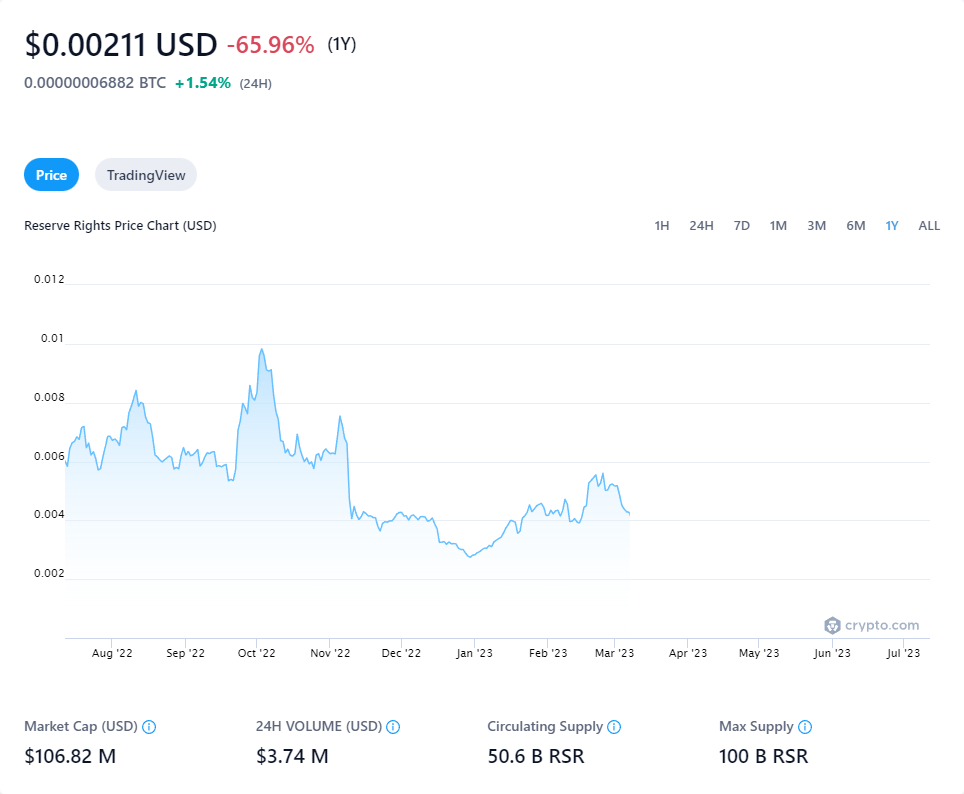 $0.00211 USD -65.96% (1Y)
0.00000006882 BTC +1.54% (24H)
Price TradingView
Reserve Rights Price Chart (USD) 1H 24H 7D 1M 3M 6M 1Y ALL
0.012
0.01
0.008
0.006
0.004
0.002
crypto.com
Aug '22 Sep '22 Oct '22 Nov '22 Dec '22 Jan '23 Feb '23 Mar '23 Apr '23 May '23 Jun '23 Jul '23
Market Cap (USD) 24H VOLUME (USD) Circulating Supply Max Supply
$106.82 M $3.74 M 50.6 B RSR 100 B RSR